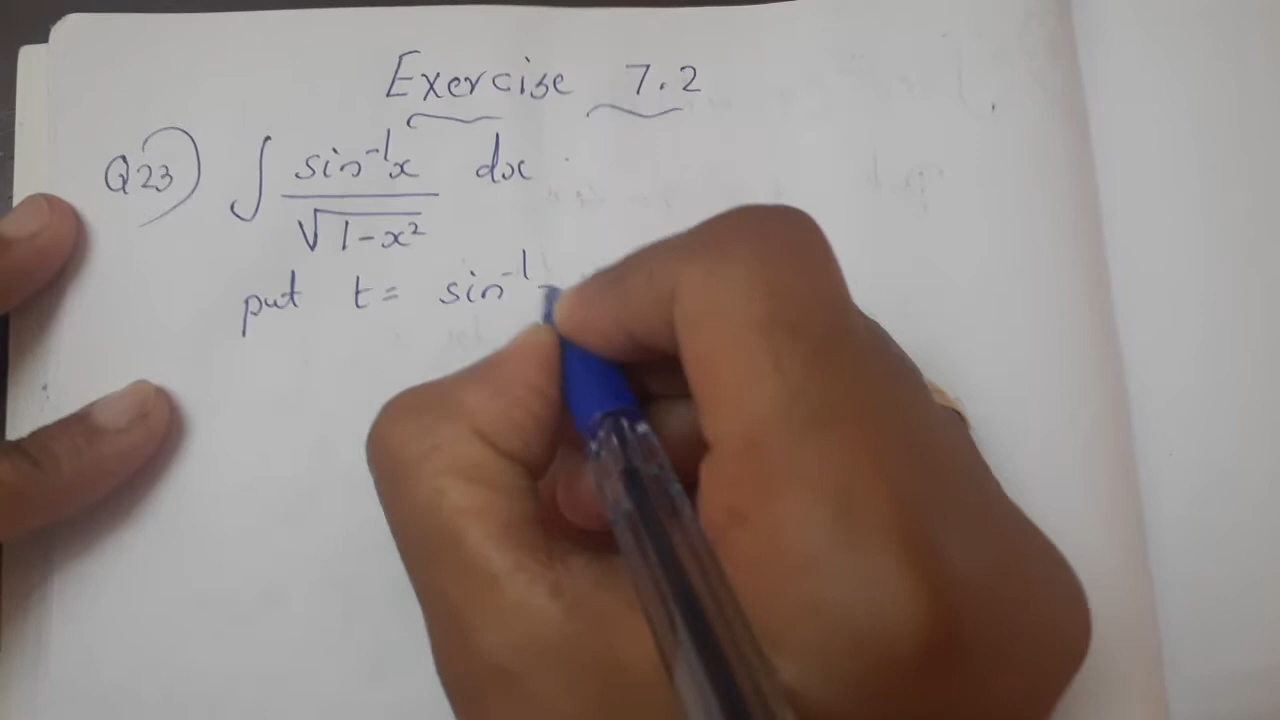 Exercise 7.2
Q23) ∫ sin⁻¹x / √(1-x²) dx
put t = sin⁻¹